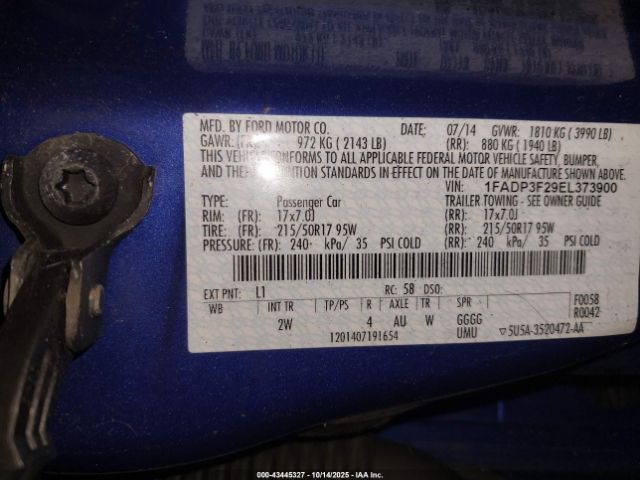 MFD. BY FORD MOTOR CO. DATE: 07/14 GVWR: 1810 KG ( 3990 LB)
GAWR: 972 KG ( 2143 LB) (RR): 880 KG ( 1940 LB)
THIS VEHICLE CONFORMS TO ALL APPLICABLE FEDERAL MOTOR VEHICLE SAFETY, BUMPER,
AND THEFT PREVENTION STANDARDS IN EFFECT ON THE DATE OF MANUFACTURE SHOWN ABOVE.
VIN: 1FADP3F29EL373900
TYPE: Passenger Car TRAILER TOWING - SEE OWNER GUIDE
RIM: (FR): 17x7.0J (RR): 17x7.0J
TIRE: (FR): 215/50R17 95W (RR): 215/50R17 95W
PRESSURE: (FR): 240 kPa/ 35 PSI COLD (RR): 240 kPa/ 35 PSI COLD
EXT PNT: L1 RC: 58 DSO: F0058
WB INT TR TP/PS R AXLE TR SPR R0042
2W 4 AU W GGGG
1201407191654 UMU ▽5U5A-3520472-AA
000-43445327 - 10/14/2025 - IAA Inc.